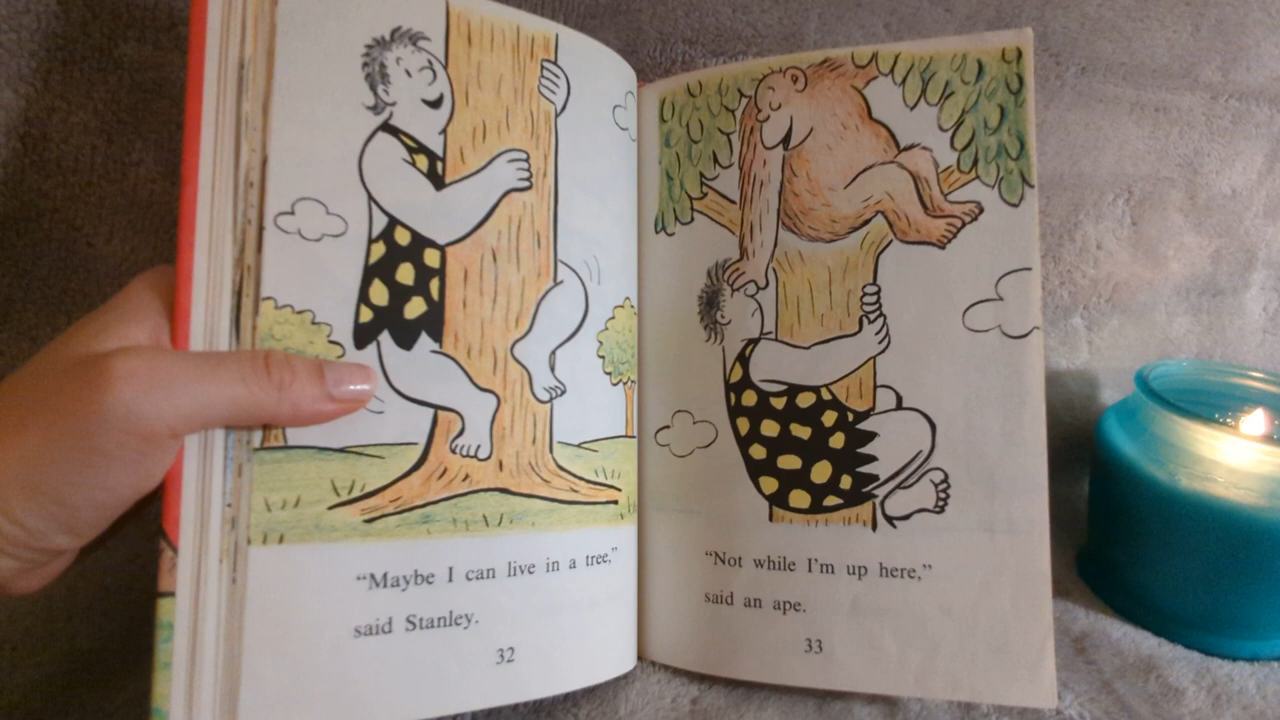 “Maybe I can live in a tree,”
said Stanley.
32
“Not while I’m up here,”
said an ape.
33